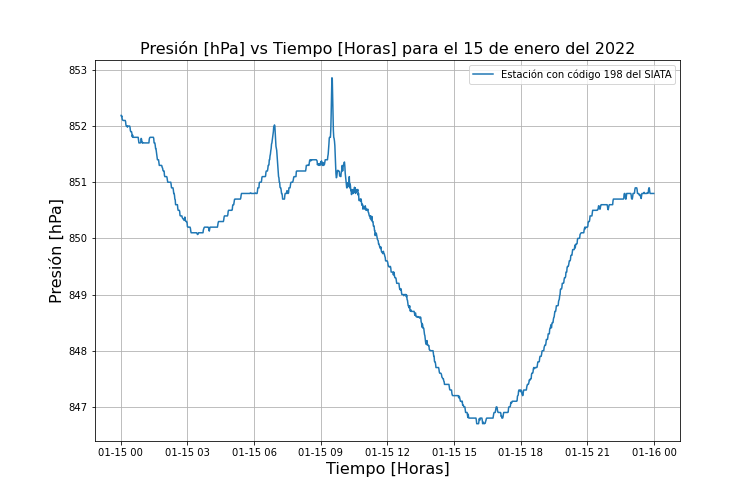 Presión [hPa] vs Tiempo [Horas] para el 15 de enero del 2022
Estación con código 198 del SIATA
Presión [hPa]
853
852
851
850
849
848
847
01-15 00 01-15 03 01-15 06 01-15 09 01-15 12 01-15 15 01-15 18 01-15 21 01-16 00
Tiempo [Horas]